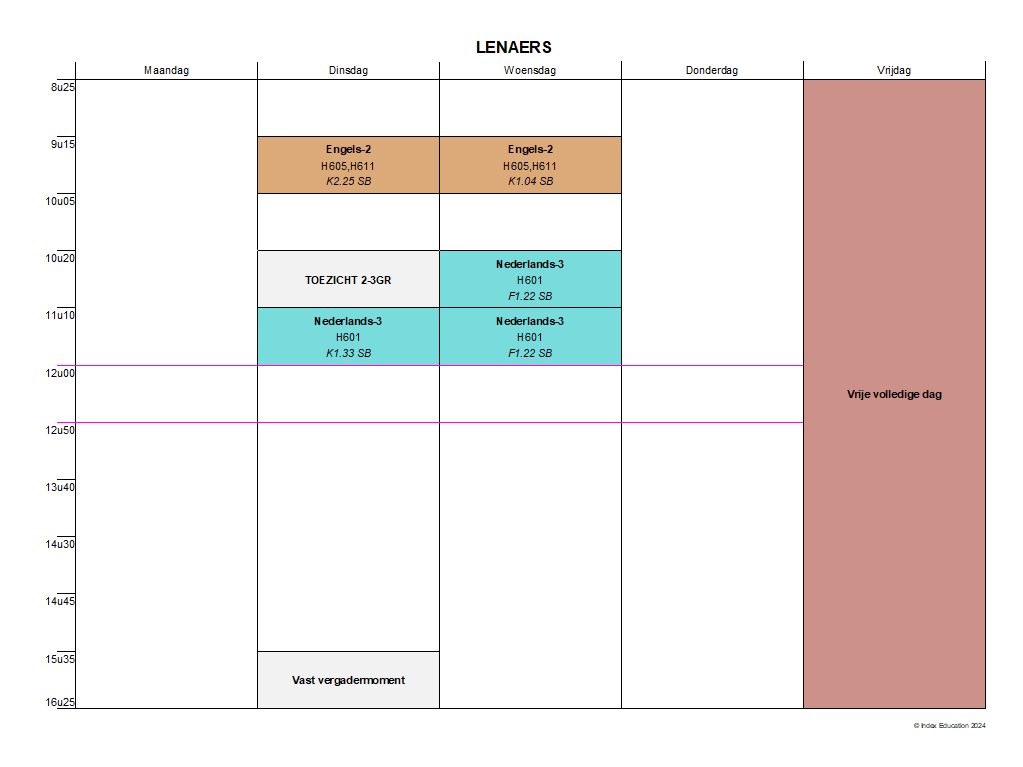 LENAERS
Maandag Dinsdag Woensdag Donderdag Vrijdag
8u25
9u15
Engels-2
H605,H611
K2.25 SB
Engels-2
H605,H611
K1.04 SB
10u05
10u20
TOEZICHT 2-3GR
Nederlands-3
H601
F1.22 SB
11u10
Nederlands-3
H601
K1.33 SB
Nederlands-3
H601
F1.22 SB
12u00
Vrije volledige dag
12u50
13u40
14u30
14u45
15u35
Vast vergadermoment
16u25
© Index Education 2024